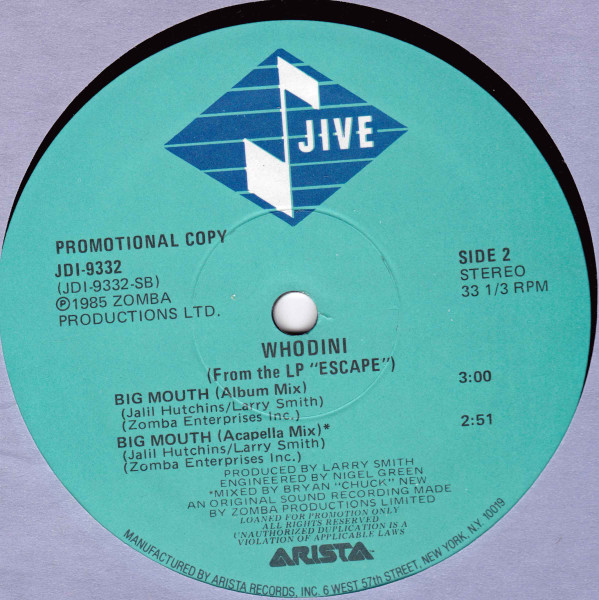 JIVE
PROMOTIONAL COPY
JDI-9332
(JDI-9332-SB)
Ⓟ1985 ZOMBA
PRODUCTIONS LTD.
SIDE 2
STEREO
33 1/3 RPM
WHODINI
(From the LP "ESCAPE")
BIG MOUTH (Album Mix) 3:00
(Jalil Hutchins/Larry Smith)
(Zomba Enterprises Inc.)
BIG MOUTH (Acapella Mix)* 2:51
(Jalil Hutchins/Larry Smith)
(Zomba Enterprises Inc.)
PRODUCED BY LARRY SMITH
ENGINEERED BY NIGEL GREEN
*MIXED BY BRYAN "CHUCK" NEW
AN ORIGINAL SOUND RECORDING MADE
BY ZOMBA PRODUCTIONS LIMITED
LOANED FOR PROMOTION ONLY
ALL RIGHTS RESERVED
UNAUTHORIZED DUPLICATION IS A
VIOLATION OF APPLICABLE LAWS
ARISTA
MANUFACTURED BY ARISTA RECORDS, INC. 6 WEST 57th STREET, NEW YORK, N.Y. 10019